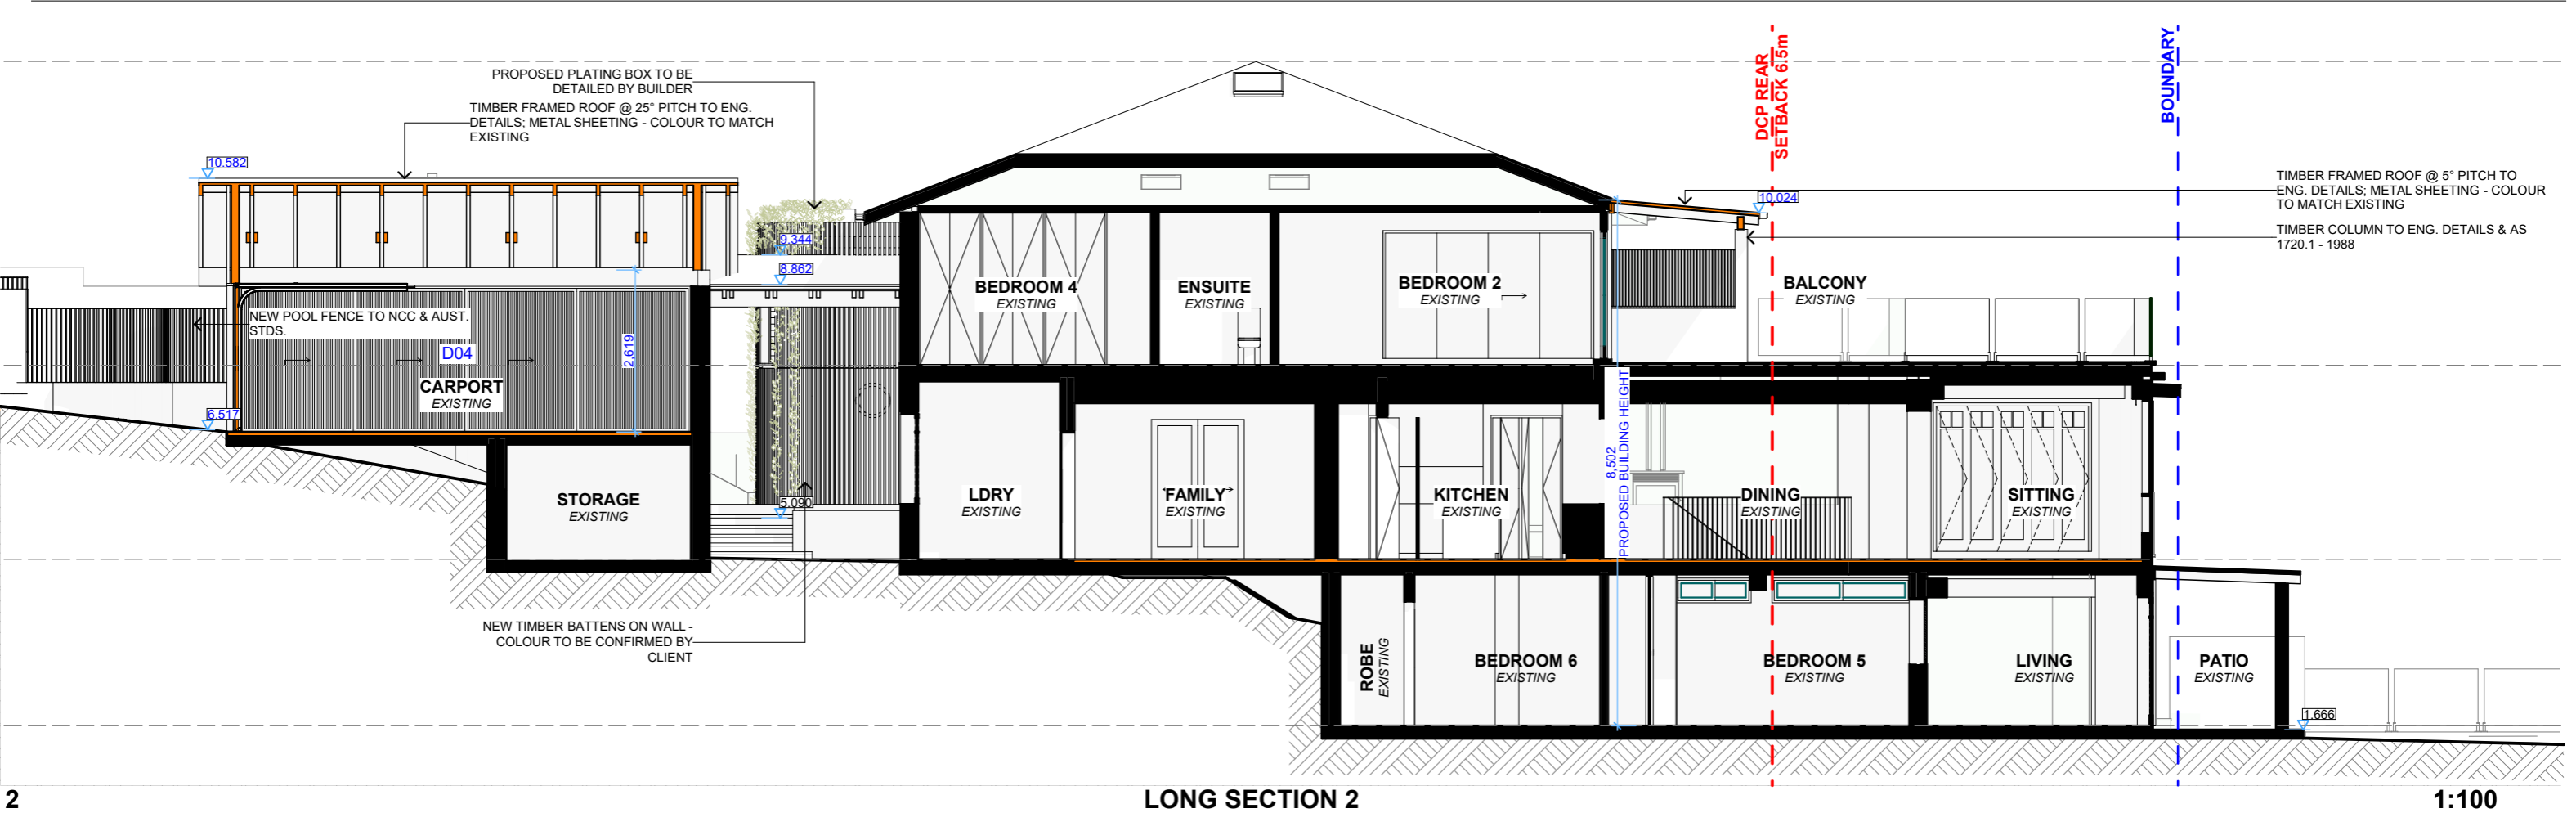 PROPOSED PLATING BOX TO BE
DETAILED BY BUILDER
TIMBER FRAMED ROOF @ 25° PITCH TO ENG.
DETAILS; METAL SHEETING - COLOUR TO MATCH
EXISTING
DCP REAR
SETBACK 6.5m
BOUNDARY
10.582
10.024
TIMBER FRAMED ROOF @ 5° PITCH TO
ENG. DETAILS; METAL SHEETING - COLOUR
TO MATCH EXISTING
TIMBER COLUMN TO ENG. DETAILS & AS
1720.1 - 1988
9.344
8.862
BEDROOM 4
EXISTING
ENSUITE
EXISTING
BEDROOM 2
EXISTING
BALCONY
EXISTING
NEW POOL FENCE TO NCC & AUST.
STDS.
D04
2,619
CARPORT
EXISTING
6.517
8,502
PROPOSED BUILDING HEIGHT
STORAGE
EXISTING
5.090
LDRY
EXISTING
FAMILY
EXISTING
KITCHEN
EXISTING
DINING
EXISTING
SITTING
EXISTING
NEW TIMBER BATTENS ON WALL -
COLOUR TO BE CONFIRMED BY
CLIENT
ROBE
EXISTING
BEDROOM 6
EXISTING
BEDROOM 5
EXISTING
LIVING
EXISTING
PATIO
EXISTING
1.666
2
LONG SECTION 2
1:100